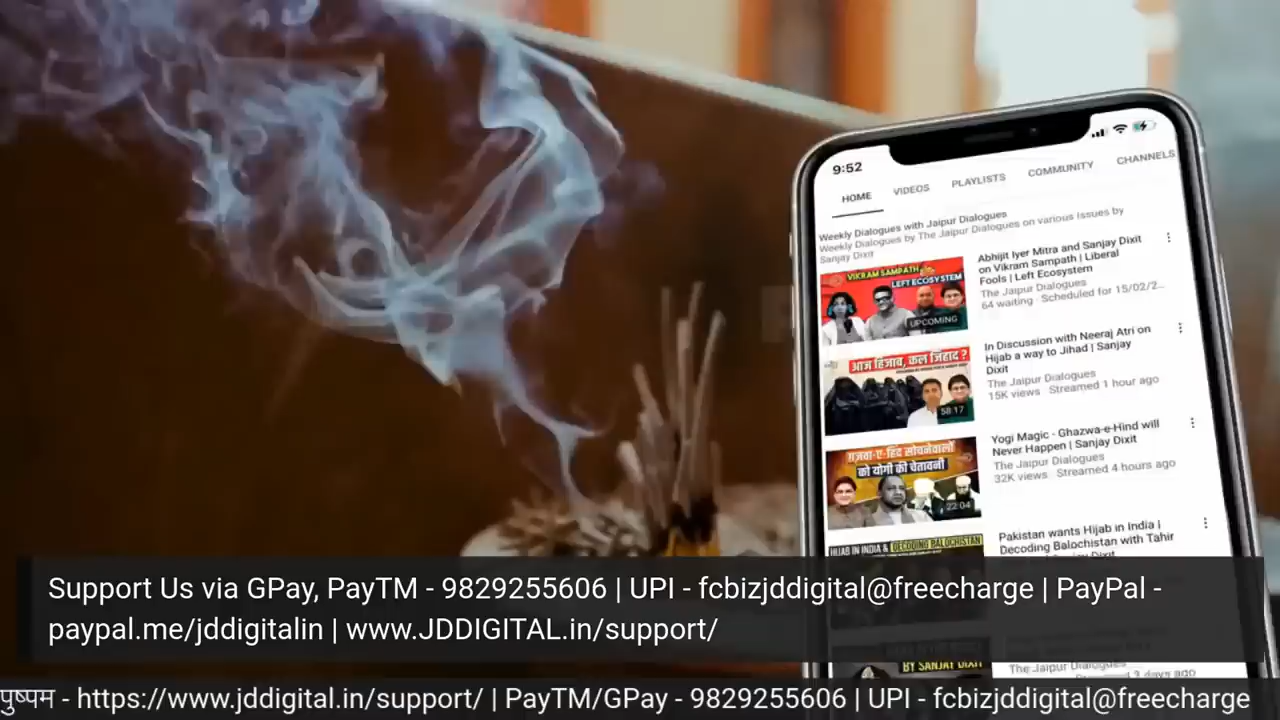 9:52
HOME VIDEOS PLAYLISTS COMMUNITY CHANNELS
Weekly Dialogues with Jaipur Dialogues
Weekly Dialogues by The Jaipur Dialogues on various Issues by
Sanjay Dixit
VIKRAM SAMPATH
LEFT ECOSYSTEM
UPCOMING
Abhijit Iyer Mitra and Sanjay Dixit
on Vikram Sampath | Liberal
Fools | Left Ecosystem
The Jaipur Dialogues
64 waiting · Scheduled for 15/02/2...
आज हिजाब, कल जिहाद ?
58:17
In Discussion with Neeraj Atri on
Hijab a way to Jihad | Sanjay
Dixit
The Jaipur Dialogues
15K views · Streamed 1 hour ago
ग़जवा-ए-हिंद सोचनेवालों
को योगी की चेतावनी
22:04
Yogi Magic - Ghazwa-e-Hind will
Never Happen | Sanjay Dixit
The Jaipur Dialogues
32K views · Streamed 4 hours ago
HIJAB IN INDIA & DECODING BALOCHISTAN
Pakistan wants Hijab in India |
Decoding Balochistan with Tahir
Sanjay Dixit
BY SANJAY DIXIT
The Jaipur Dialogues
3 days ago
Support Us via GPay, PayTM - 9829255606 | UPI - fcbizjddigital@freecharge | PayPal -
paypal.me/jddigitalin | www.JDDIGITAL.in/support/
पुष्पम - https://www.jddigital.in/support/ | PayTM/GPay - 9829255606 | UPI - fcbizjddigital@freecharge